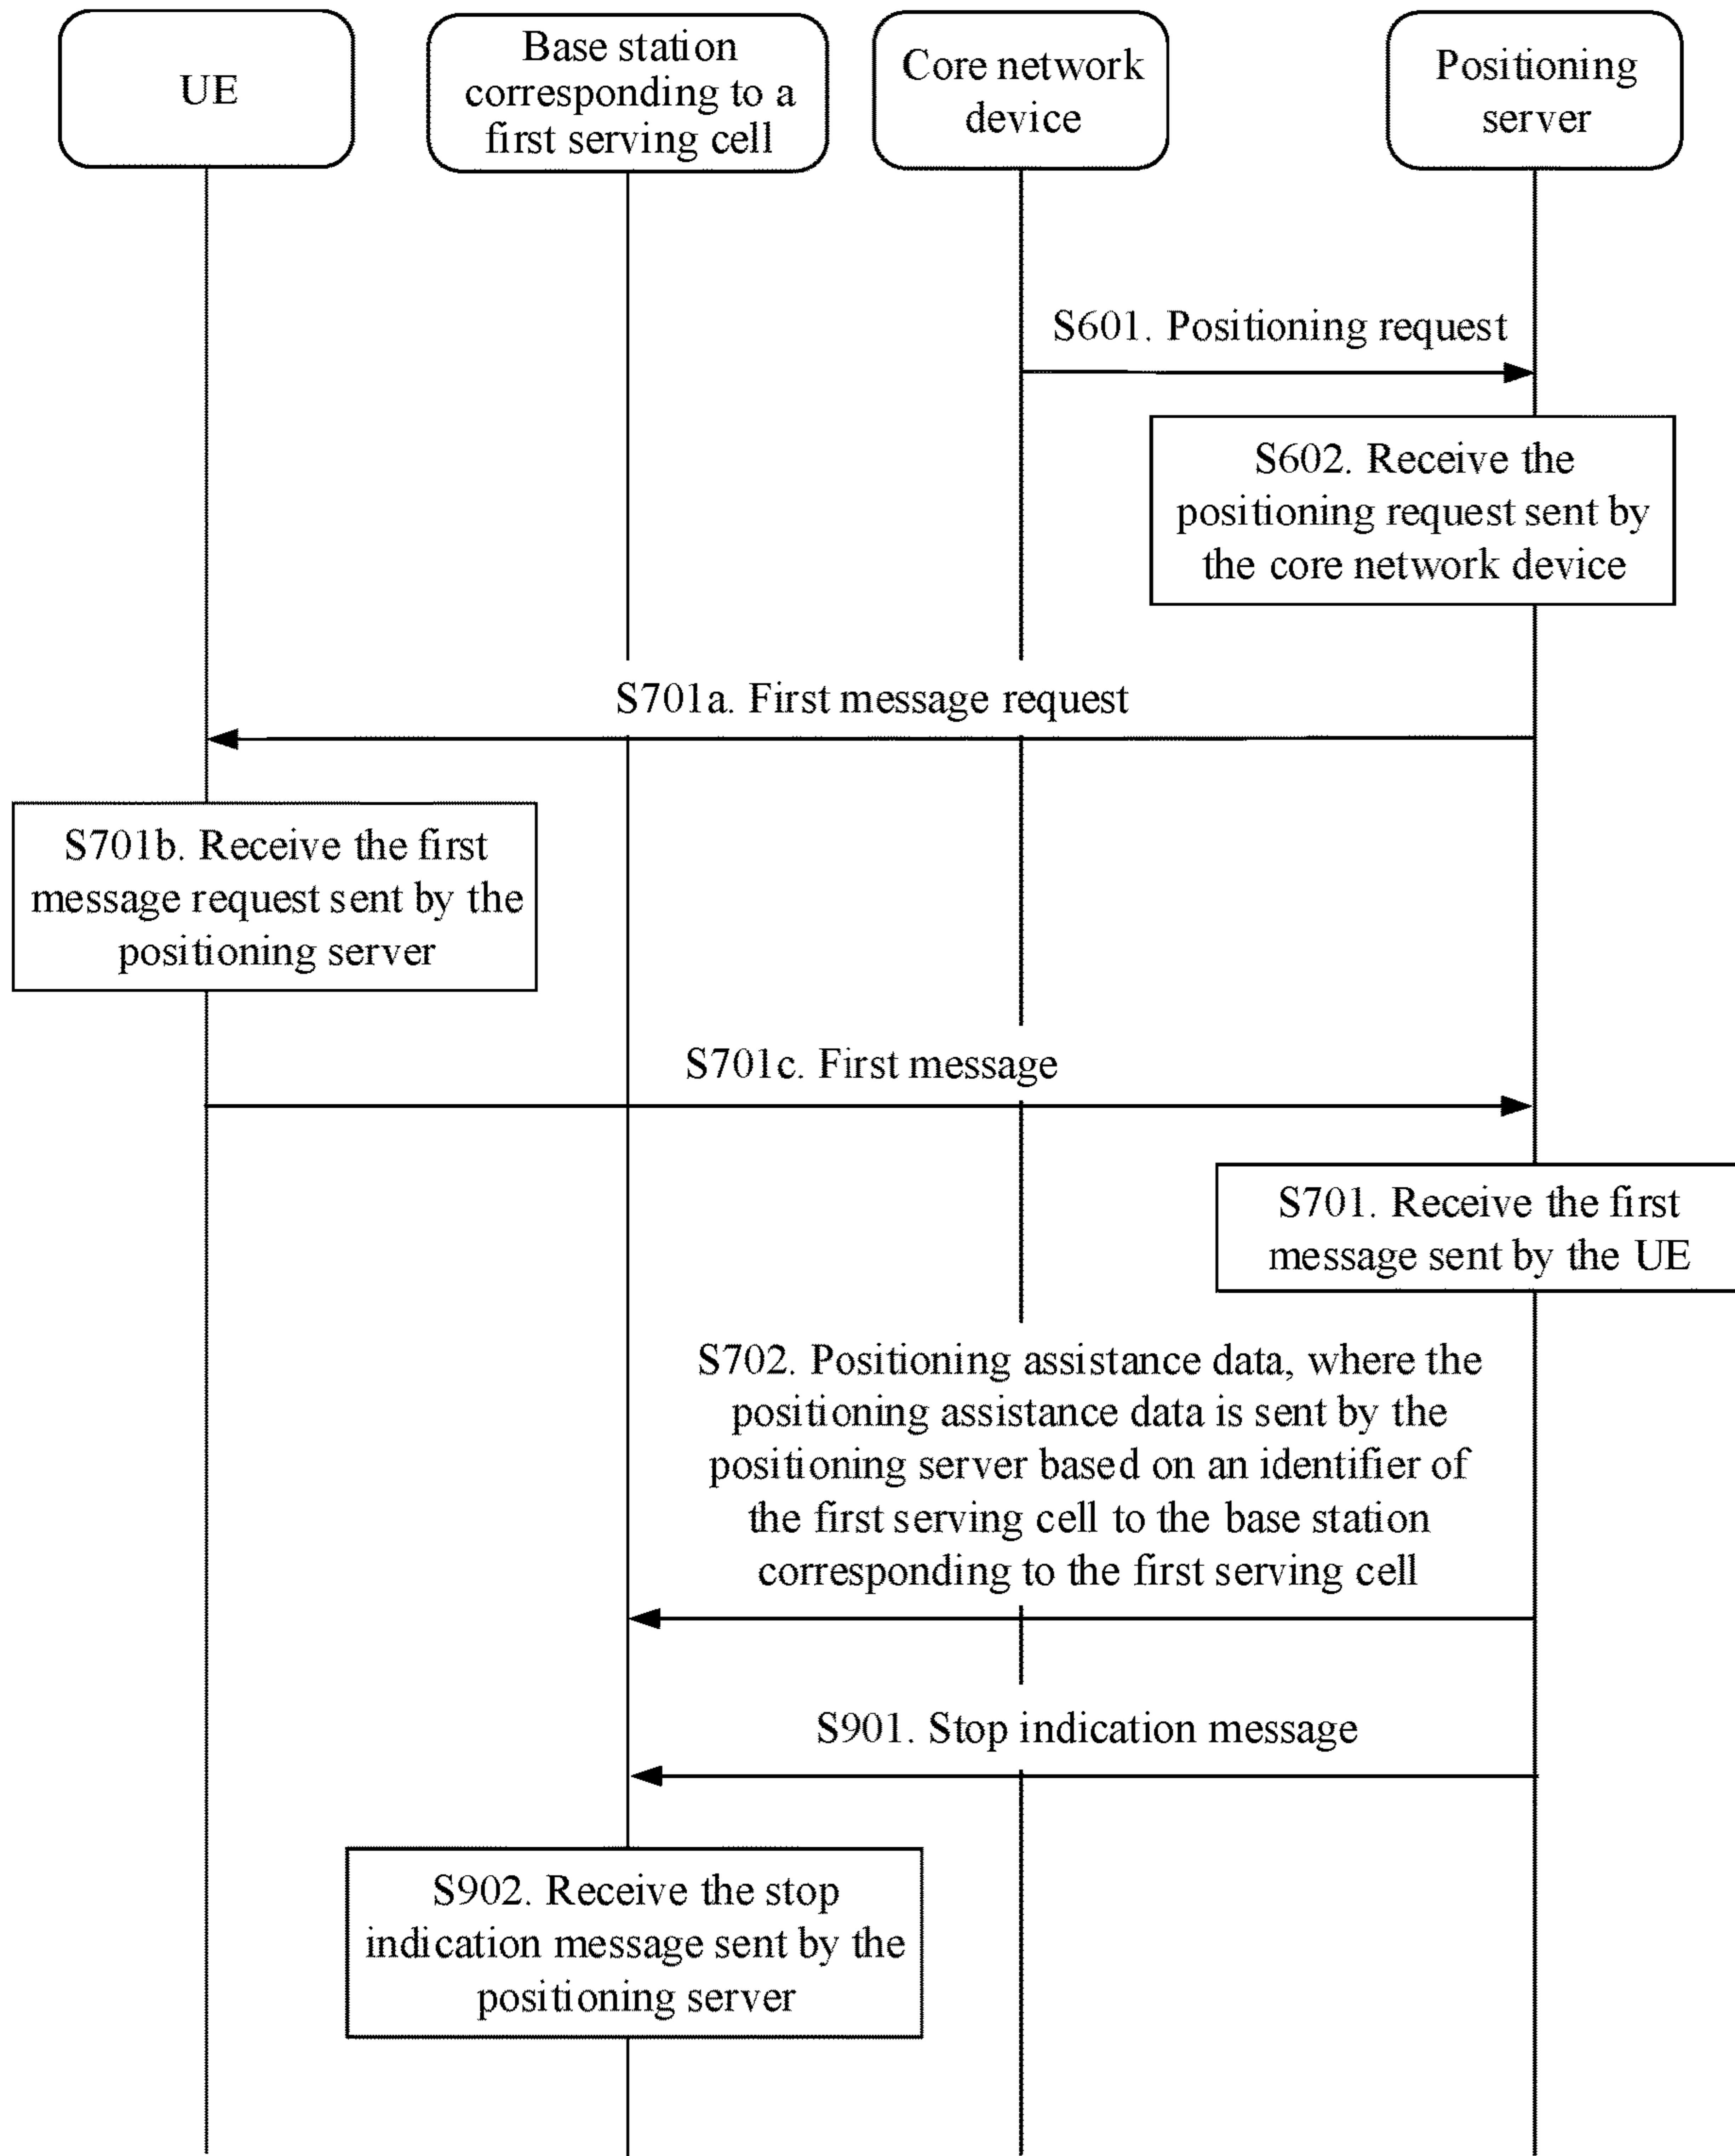 UE
Base station
corresponding to a
first serving cell
Core network
device
Positioning
server
S601. Positioning request
S602. Receive the
positioning request sent by
the core network device
S701a. First message request
S701b. Receive the first
message request sent by the
positioning server
S701c. First message
S701. Receive the first
message sent by the UE
S702. Positioning assistance data, where the
positioning assistance data is sent by the
positioning server based on an identifier of
the first serving cell to the base station
corresponding to the first serving cell
S901. Stop indication message
S902. Receive the stop
indication message sent by the
positioning server